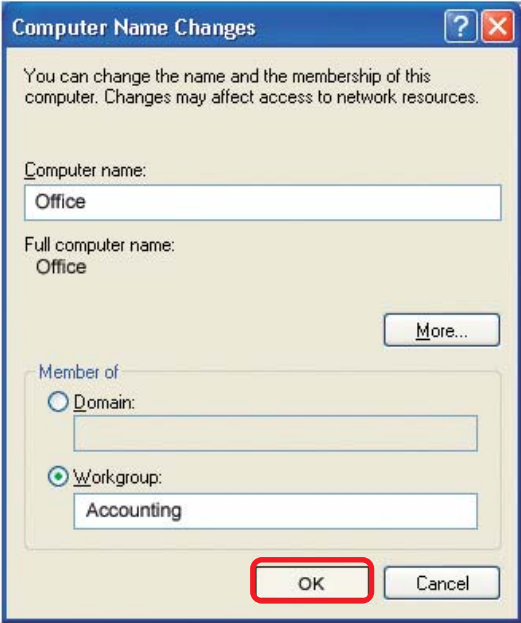 Computer Name Changes
You can change the name and the membership of this
computer. Changes may affect access to network resources.
Computer name:
Office
Full computer name:
Office
More...
Member of
Domain:
Workgroup:
Accounting
OK
Cancel